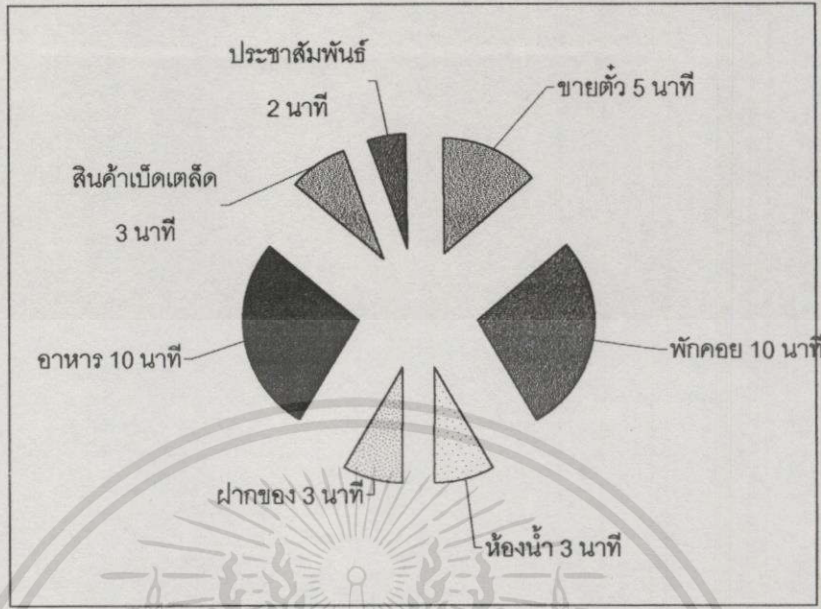 ประชาสัมพันธ์
2 นาที
ขายตั๋ว 5 นาที
สินค้าเบ็ดเตล็ด
3 นาที
อาหาร 10 นาที
พักคอย 10 นาที
ฝากของ 3 นาที
ห้องน้ำ 3 นาที